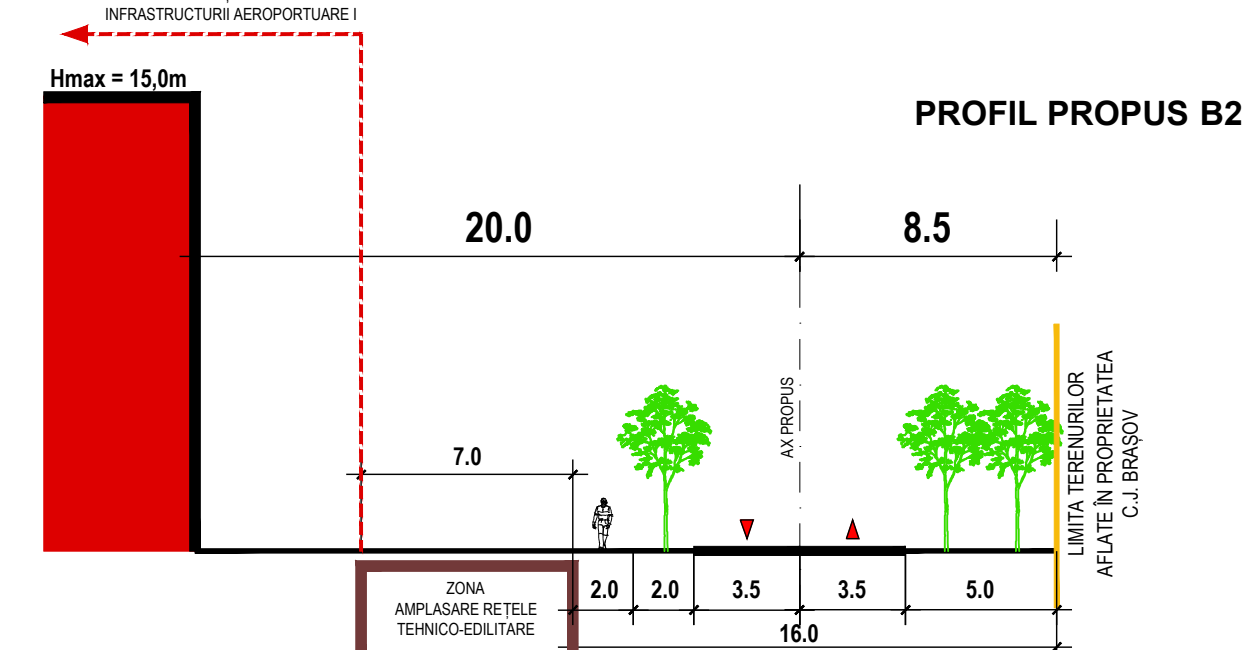 INFRASTRUCTURII AEROPORTUARE I
Hmax = 15,0m
PROFIL PROPUS B2
20.0
8.5
AX PROPUS
LIMITA TERENURILOR
AFLATE ÎN PROPRIETATEA
C.J. BRAȘOV
7.0
ZONA
AMPLASARE REȚELE
TEHNICO-EDILITARE
2.0
2.0
3.5
3.5
5.0
16.0